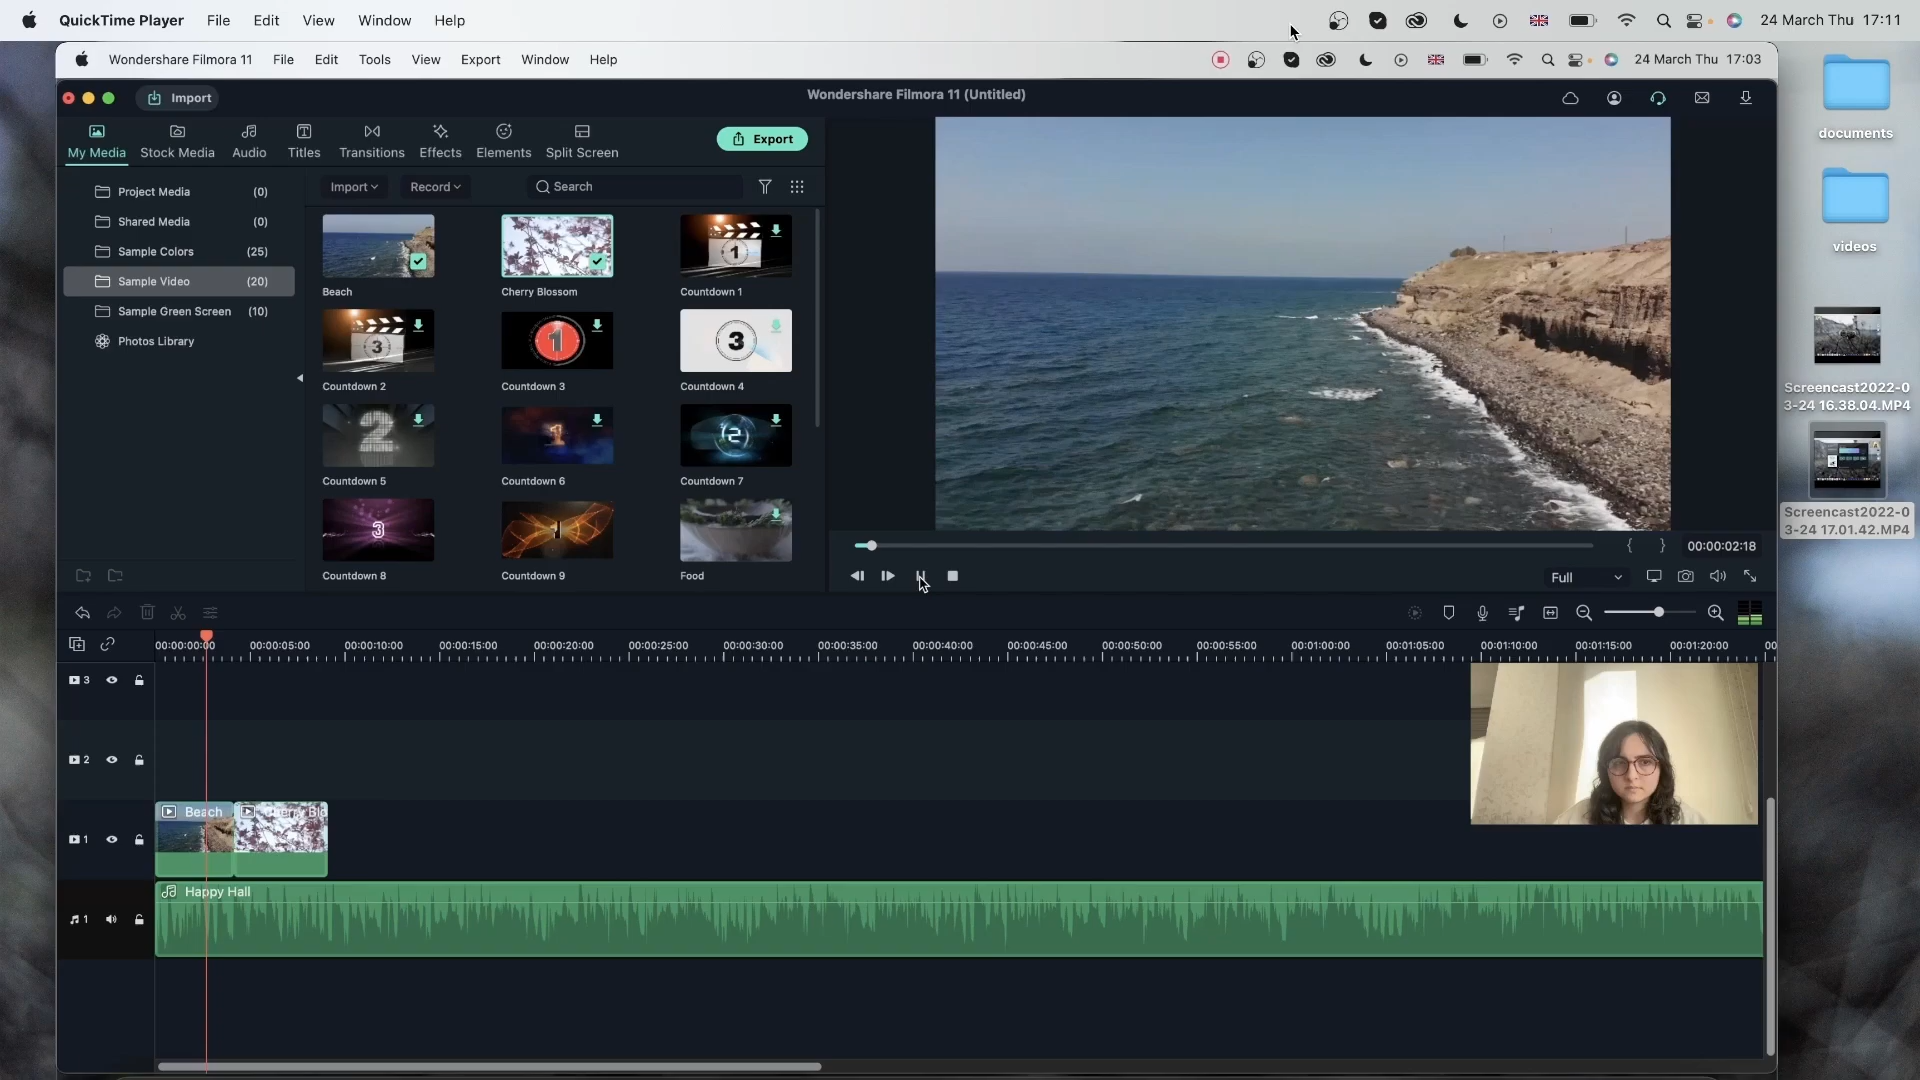 QuickTime Player File Edit View Window Help 24 March Thu 17:11
Wondershare Filmora 11 File Edit Tools View Export Window Help 24 March Thu 17:03
Import Wondershare Filmora 11 (Untitled)
My Media Stock Media Audio Titles Transitions Effects Elements Split Screen Export
Import Record Search
Project Media (0)
Shared Media (0)
Sample Colors (25)
Sample Video (20)
Sample Green Screen (10)
Photos Library
Beach Cherry Blossom Countdown 1
Countdown 2 Countdown 3 Countdown 4
Countdown 5 Countdown 6 Countdown 7
Countdown 8 Countdown 9 Food
00:00:02:18
Full
documents
videos
Screencast2022-0
3-24 16.38.04.MP4
Screencast2022-0
3-24 17.01.42.MP4
00:00:00:00 00:00:05:00 00:00:10:00 00:00:15:00 00:00:20:00 00:00:25:00 00:00:30:00 00:00:35:00 00:00:40:00 00:00:45:00 00:00:50:00 00:00:55:00 00:01:00:00 00:01:05:00 00:01:10:00 00:01:15:00 00:01:20:00 00
3
2
Beach Cherry Blo
1
Happy Hall
1